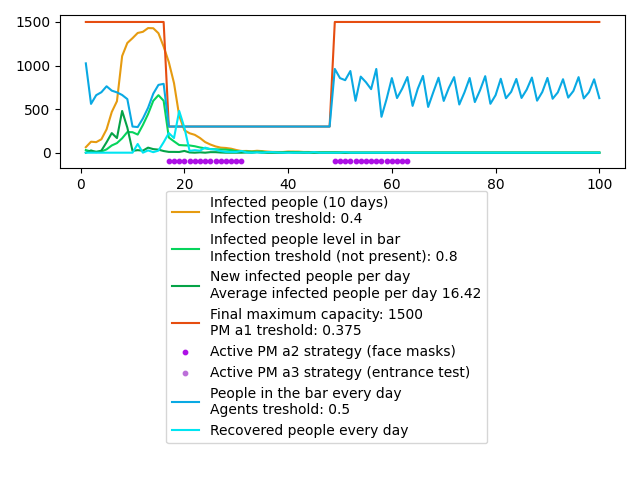 1500
1000
500
0
0 20 40 60 80 100
Infected people (10 days)
Infection treshold: 0.4
Infected people level in bar
Infection treshold (not present): 0.8
New infected people per day
Average infected people per day 16.42
Final maximum capacity: 1500
PM a1 treshold: 0.375
Active PM a2 strategy (face masks)
Active PM a3 strategy (entrance test)
People in the bar every day
Agents treshold: 0.5
Recovered people every day